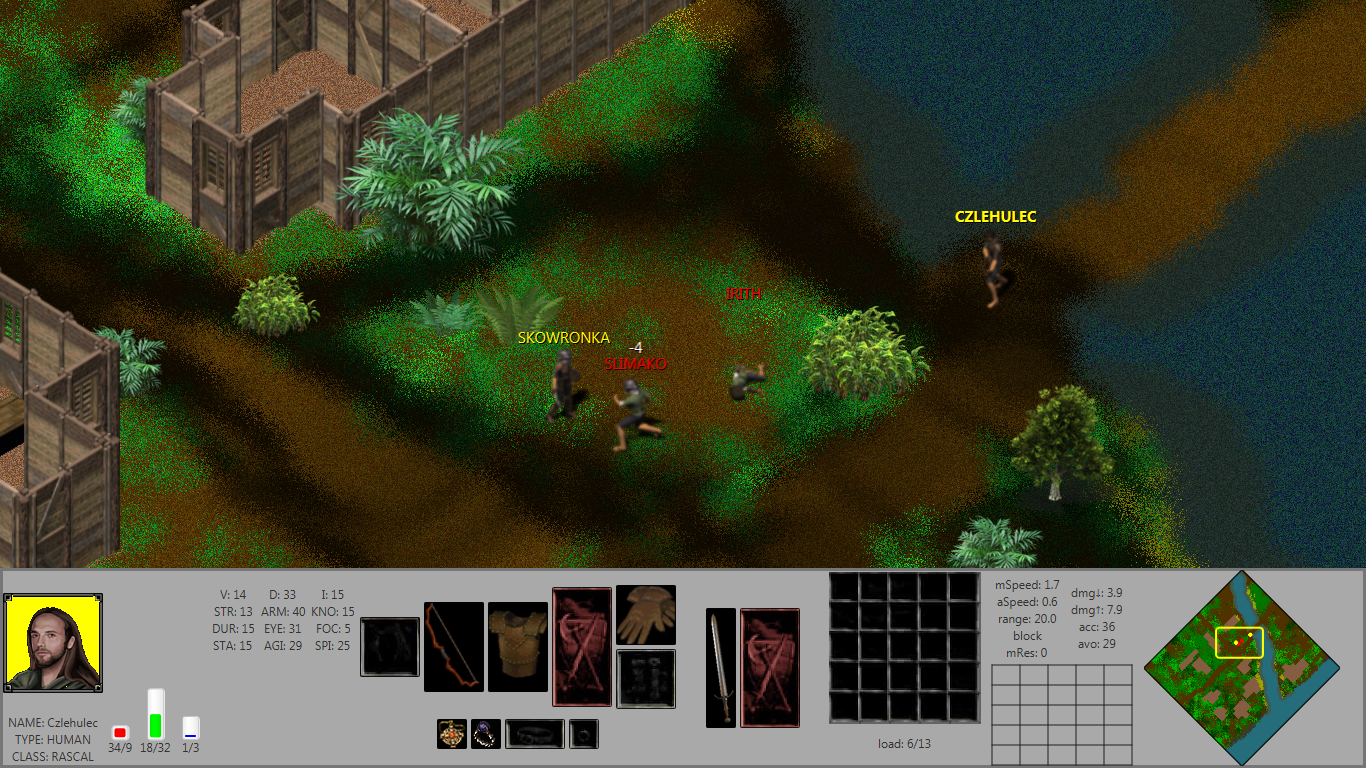 CZLEHULEC
IRITH
SKOWRONKA
-4
SLIMAKO
V: 14 D: 33 I: 15
STR: 13 ARM: 40 KNO: 15
DUR: 15 EYE: 31 FOC: 5
STA: 15 AGI: 29 SPI: 25
NAME: Czlehulec
TYPE: HUMAN
CLASS: RASCAL
34/9 18/32 1/3
load: 6/13
mSpeed: 1.7
aSpeed: 0.6
range: 20.0
block
mRes: 0
dmg↓: 3.9
dmg↑: 7.9
acc: 36
avo: 29